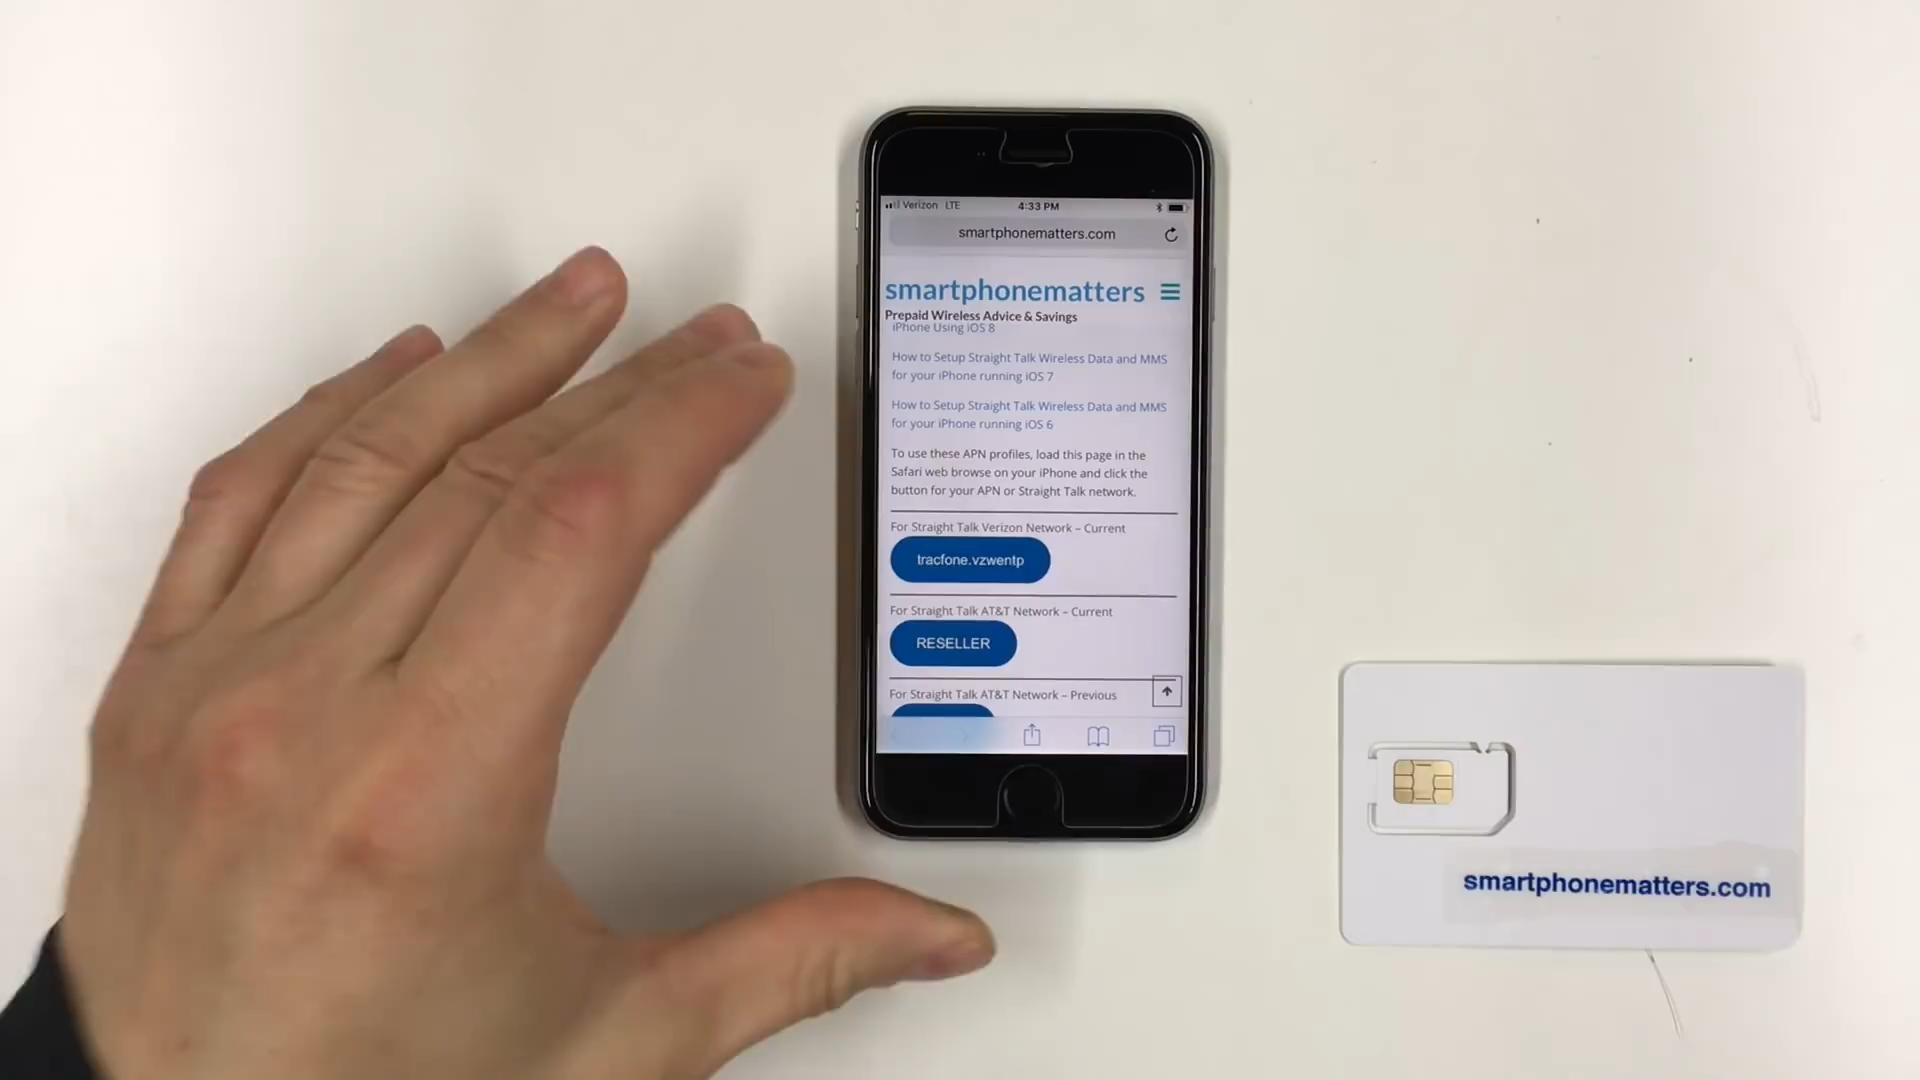 Verizon LTE 4:33 PM
smartphonematters.com
smartphonematters
Prepaid Wireless Advice & Savings
iPhone Using iOS 8
How to Setup Straight Talk Wireless Data and MMS
for your iPhone running iOS 7
How to Setup Straight Talk Wireless Data and MMS
for your iPhone running iOS 6
To use these APN profiles, load this page in the
Safari web browse on your iPhone and click the
button for your APN or Straight Talk network.
For Straight Talk Verizon Network – Current
tracfone.vzwentp
For Straight Talk AT&T Network – Current
RESELLER
For Straight Talk AT&T Network – Previous
smartphonematters.com